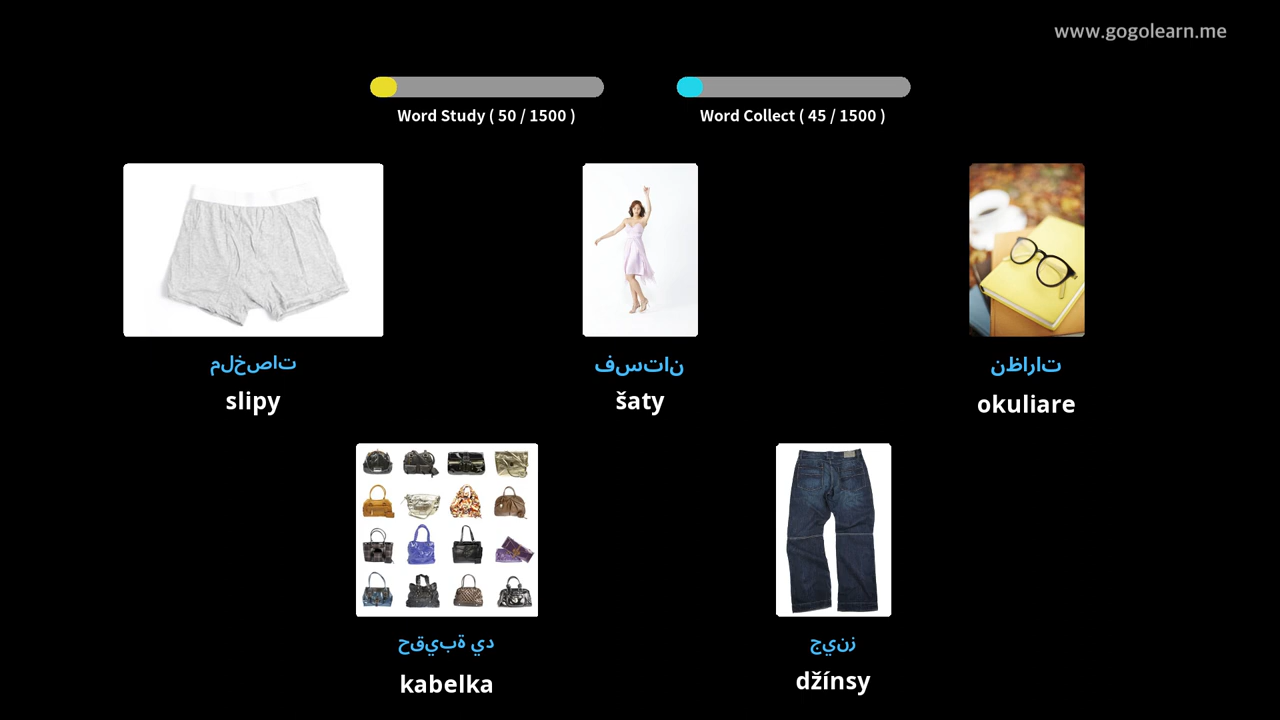 www.gogolearn.me
Word Study ( 50 / 1500 )
Word Collect ( 45 / 1500 )
ملخصات
slipy
فستان
šaty
نظارات
okuliare
حقيبة يد
kabelka
جينز
džínsy